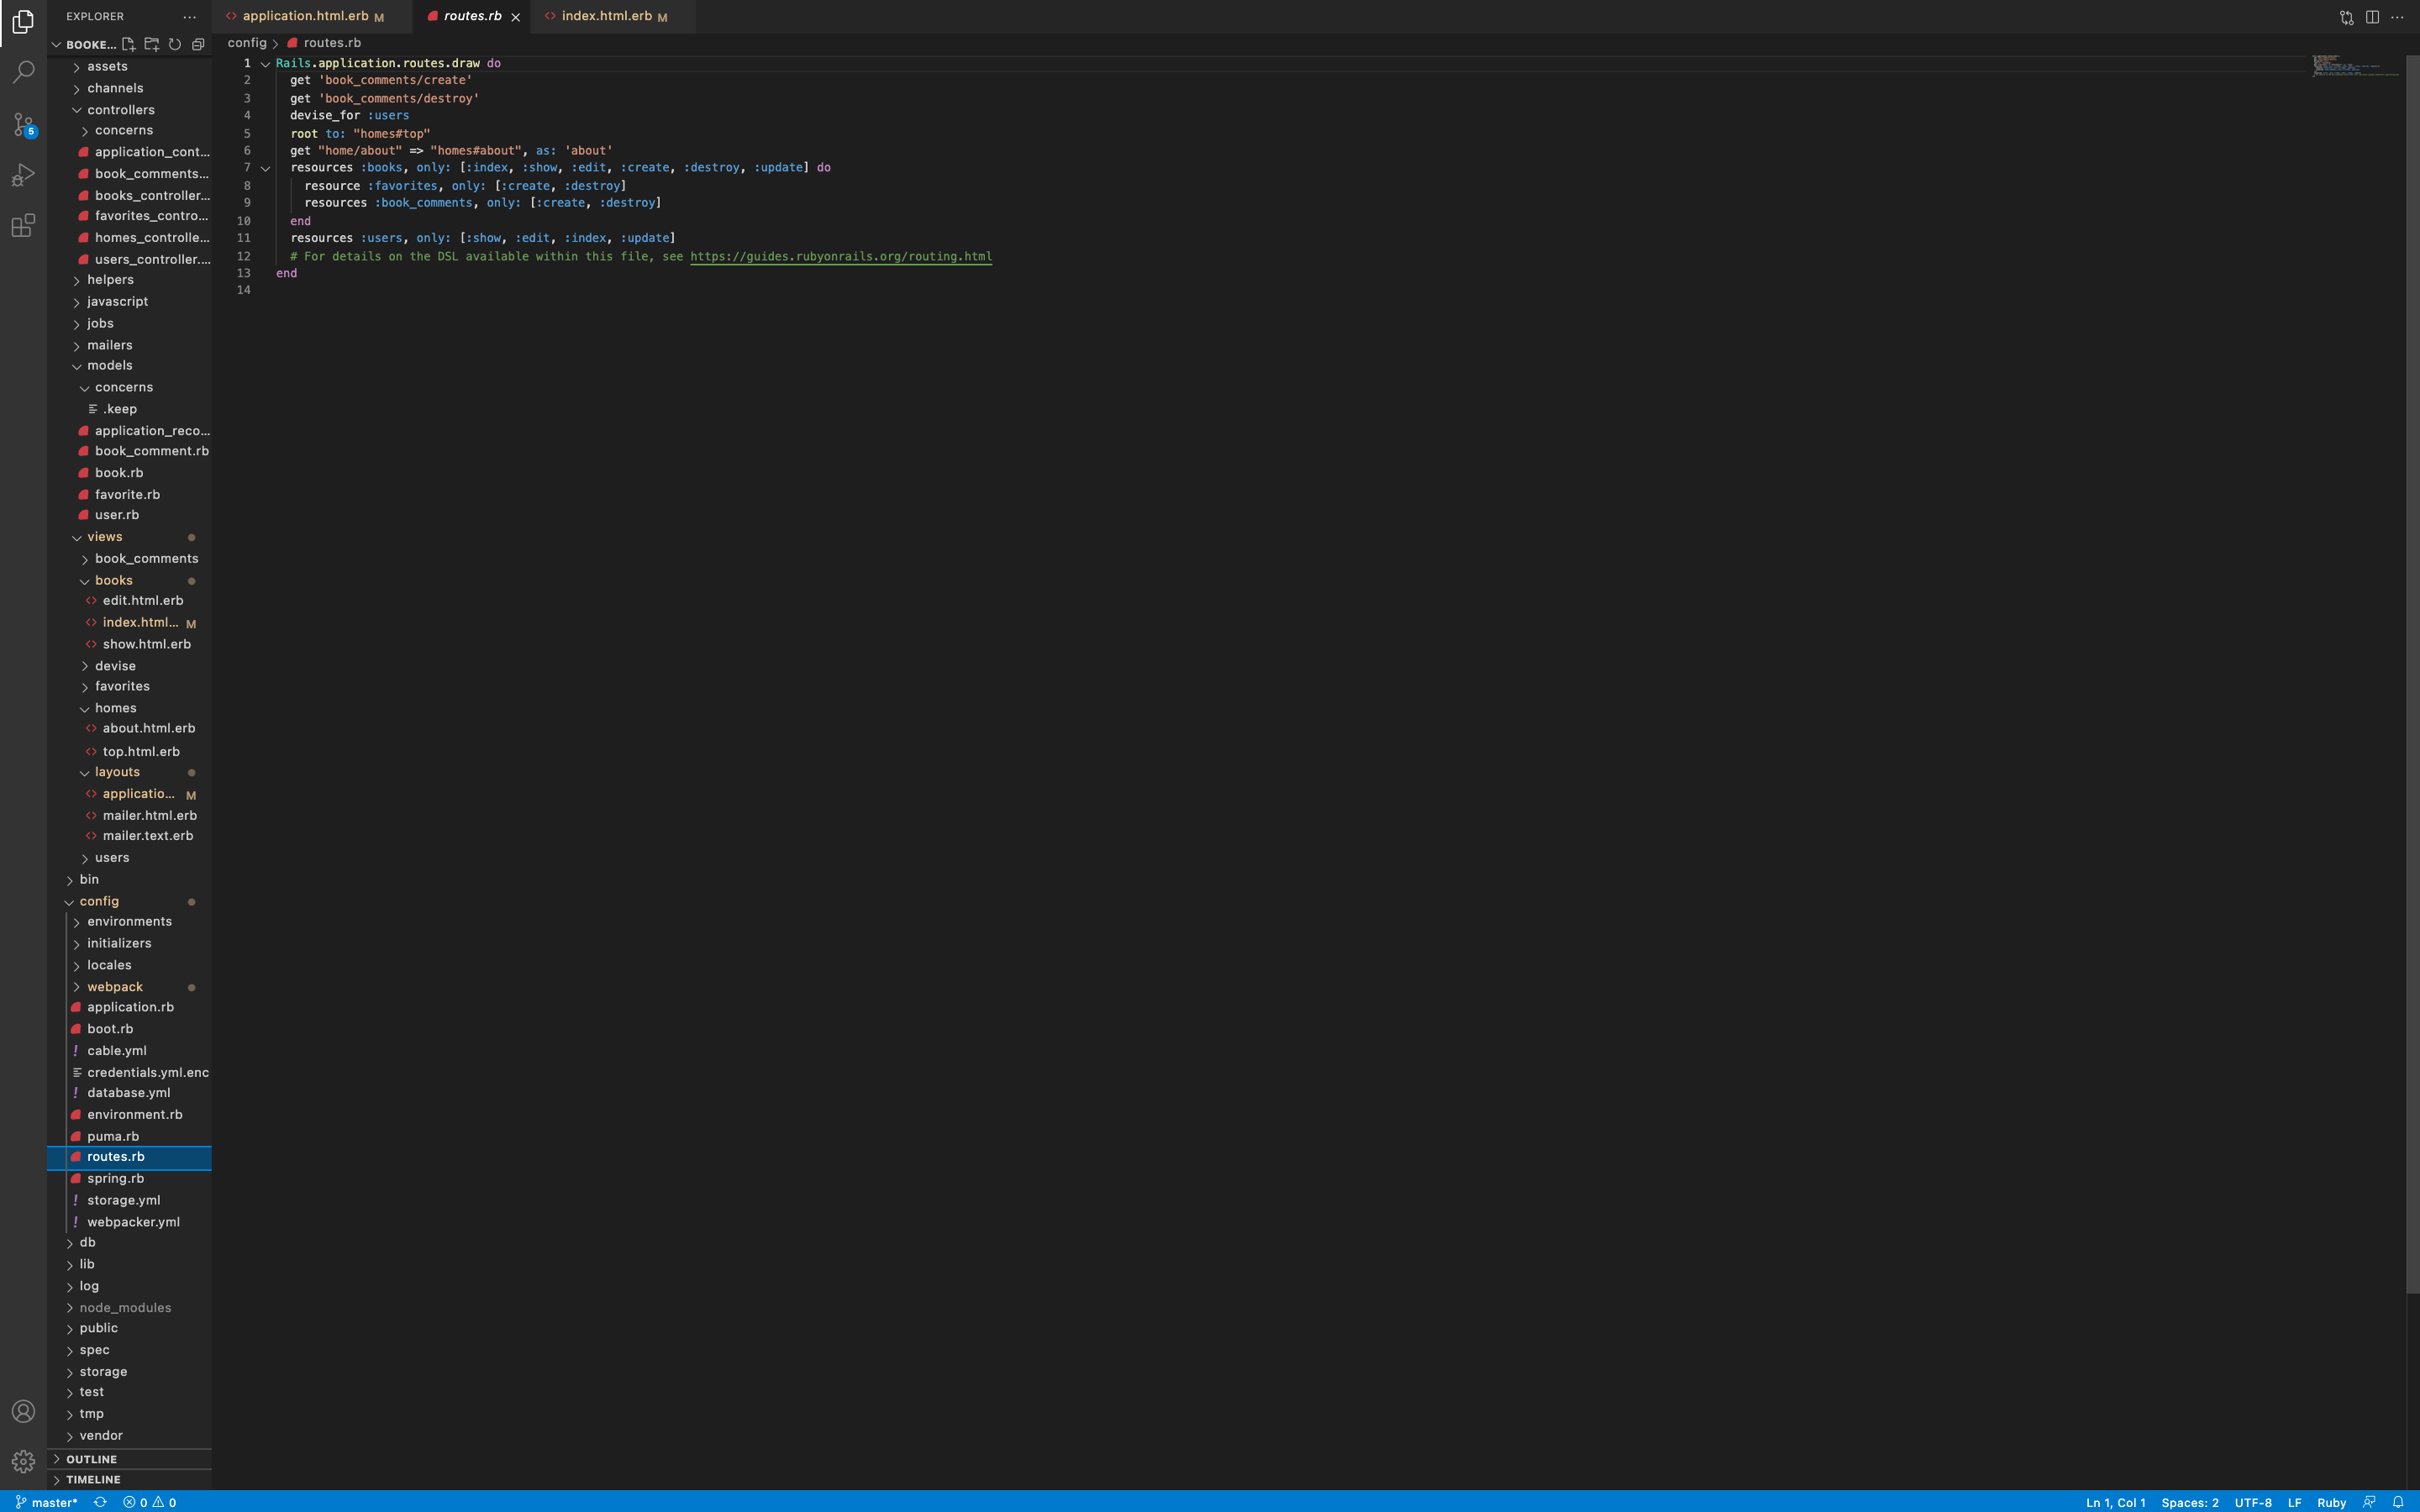 EXPLORER
BOOKE...
assets
channels
controllers
concerns
application_cont...
book_comments...
books_controller...
favorites_contro...
homes_controlle...
users_controller....
helpers
javascript
jobs
mailers
models
concerns
.keep
application_reco...
book_comment.rb
book.rb
favorite.rb
user.rb
views
book_comments
books
edit.html.erb
index.html... M
show.html.erb
devise
favorites
homes
about.html.erb
top.html.erb
layouts
applicatio... M
mailer.html.erb
mailer.text.erb
users
bin
config
environments
initializers
locales
webpack
application.rb
boot.rb
cable.yml
credentials.yml.enc
database.yml
environment.rb
puma.rb
routes.rb
spring.rb
storage.yml
webpacker.yml
db
lib
log
node_modules
public
spec
storage
test
tmp
vendor
OUTLINE
TIMELINE
5
application.html.erb M routes.rb index.html.erb M
config > routes.rb
1 Rails.application.routes.draw do
2 get 'book_comments/create'
3 get 'book_comments/destroy'
4 devise_for :users
5 root to: "homes#top"
6 get "home/about" => "homes#about", as: 'about'
7 resources :books, only: [:index, :show, :edit, :create, :destroy, :update] do
8 resource :favorites, only: [:create, :destroy]
9 resources :book_comments, only: [:create, :destroy]
10 end
11 resources :users, only: [:show, :edit, :index, :update]
12 # For details on the DSL available within this file, see https://guides.rubyonrails.org/routing.html
13 end
14
master* 0 0 Ln 1, Col 1 Spaces: 2 UTF-8 LF Ruby